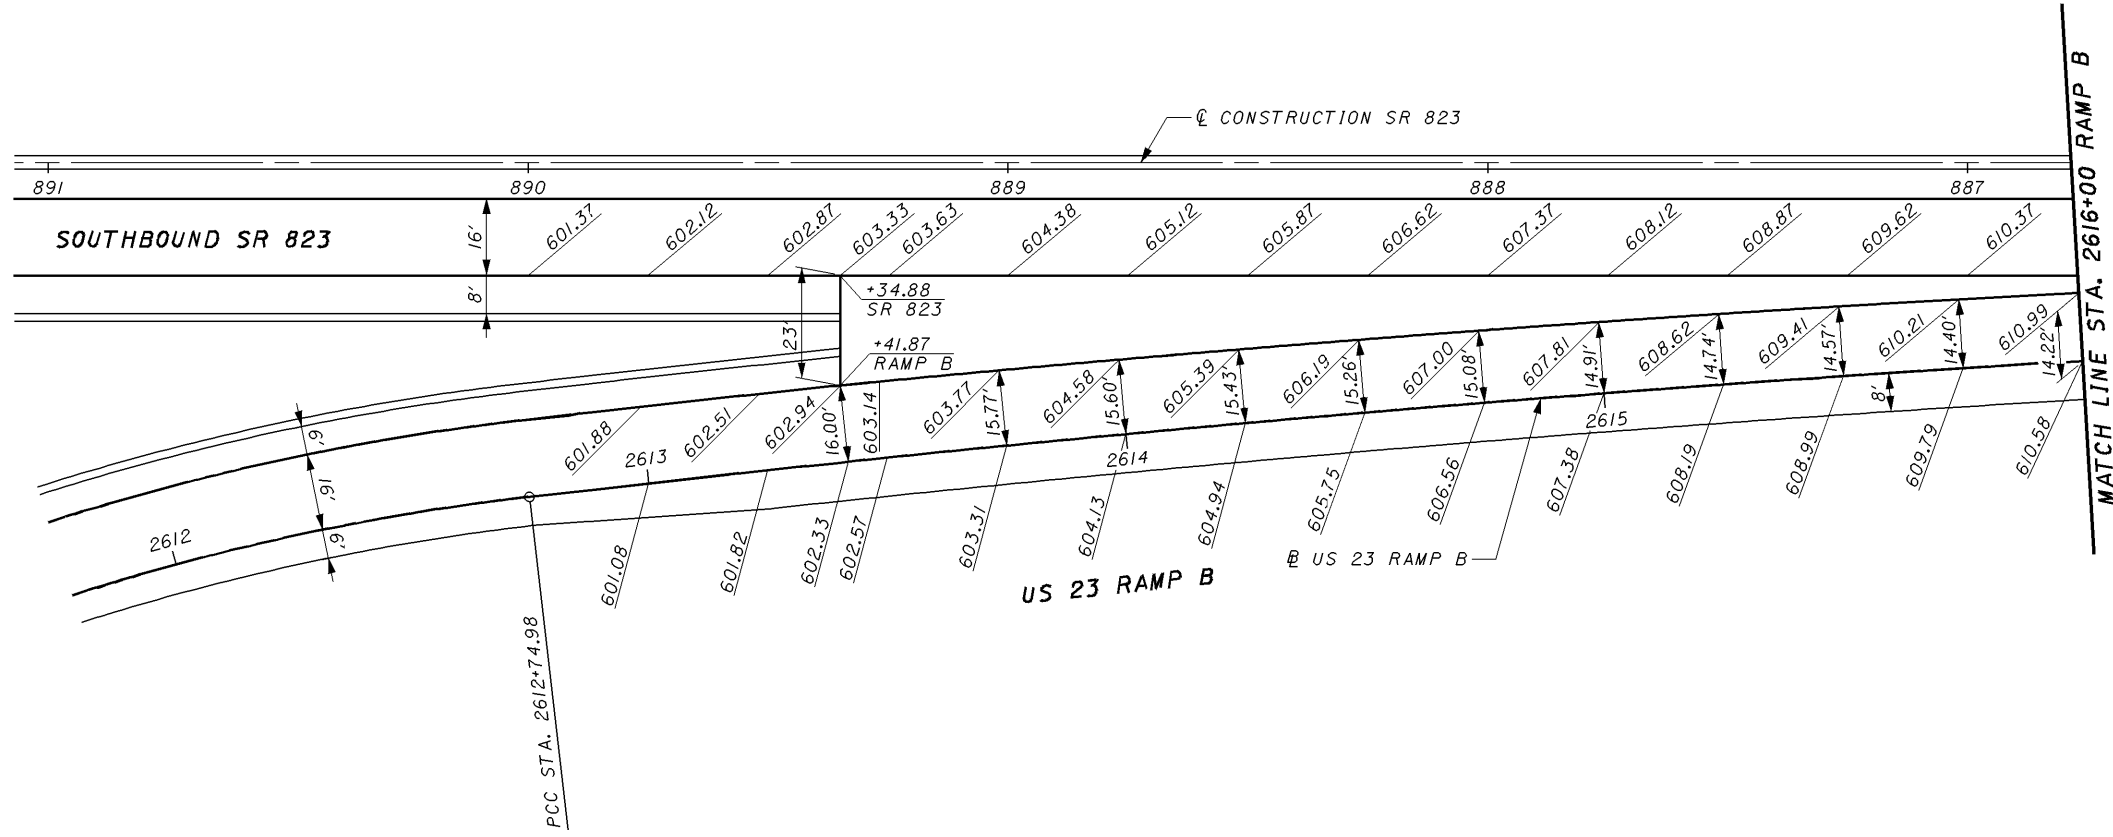 ℄ CONSTRUCTION SR 823
891 890 889 888 887
SOUTHBOUND SR 823
16'
8'
601.37 602.12 602.87 603.33 603.63 604.38 605.12 605.87 606.62 607.37 608.12 608.87 609.62 610.37
+34.88
SR 823
23'
+41.87
RAMP B
601.88 602.51 602.94 603.14 603.77 604.58 605.39 606.19 607.00 607.81 608.62 609.41 610.21 610.99
16.00' 15.77' 15.60' 15.43' 15.26' 15.08' 14.91' 14.74' 14.57' 14.40' 14.22'
6'
16'
6'
8'
2612 2613 2614 2615
601.08 601.82 602.33 602.57 603.31 604.13 604.94 605.75 606.56 607.38 608.19 608.99 609.79 610.58
US 23 RAMP B
US 23 RAMP B
PCC STA. 2612+74.98
MATCH LINE STA. 2616+00 RAMP B